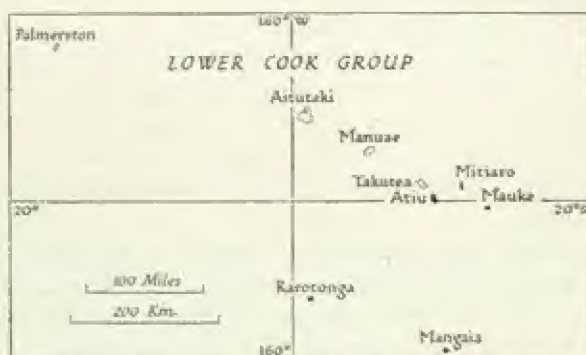 160° W
Palmerston
LOWER COOK GROUP
Aitutaki
Manuae
Takutea
Mitiaro
Atiu
Mauke
20°
20° S
100 Miles
200 Km.
Rarotonga
Mangaia
160°